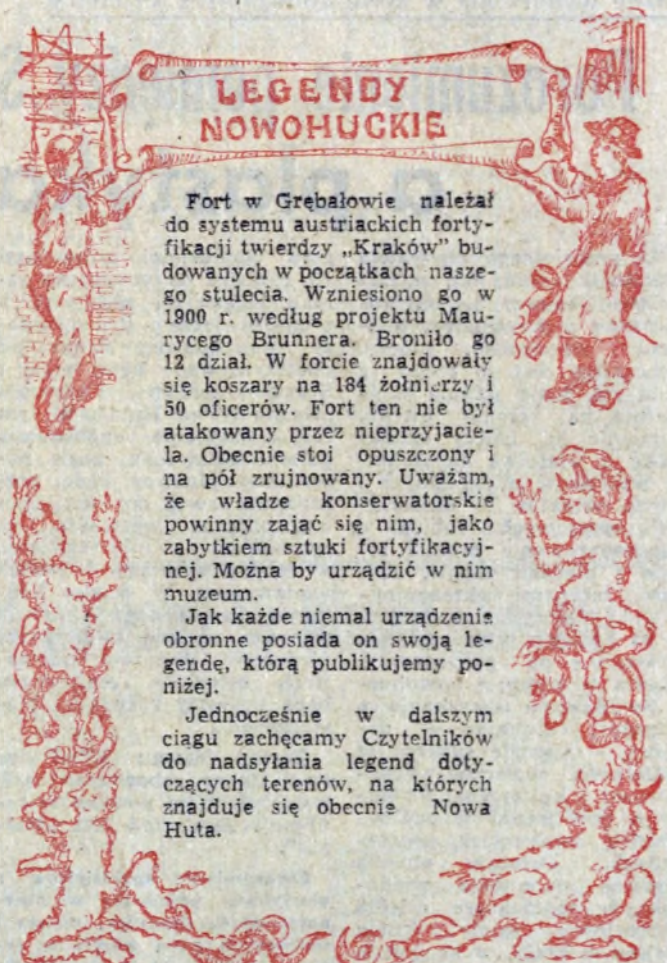 LEGENDY
NOWOHUCKIE
Fort w Grębałowie należał
do systemu austriackich forty-
fikacji twierdzy „Kraków” bu-
dowanych w początkach nasze-
go stulecia. Wzniesiono go w
1900 r. według projektu Mau-
rycego Brunnera. Broniło go
12 dział. W forcie znajdowały
się koszary na 184 żołnierzy i
50 oficerów. Fort ten nie był
atakowany przez nieprzyjacie-
la. Obecnie stoi opuszczony i
na pół zrujnowany. Uważam,
że władze konserwatorskie
powinny zająć się nim, jako
zabytkiem sztuki fortyfikacyj-
nej. Można by urządzić w nim
muzeum.
Jak każde niemal urządzenie
obronne posiada on swoją le-
gendę, którą publikujemy po-
niżej.
Jednocześnie w dalszym
ciągu zachęcamy Czytelników
do nadsyłania legend doty-
czących terenów, na których
znajduje się obecnie Nowa
Huta.